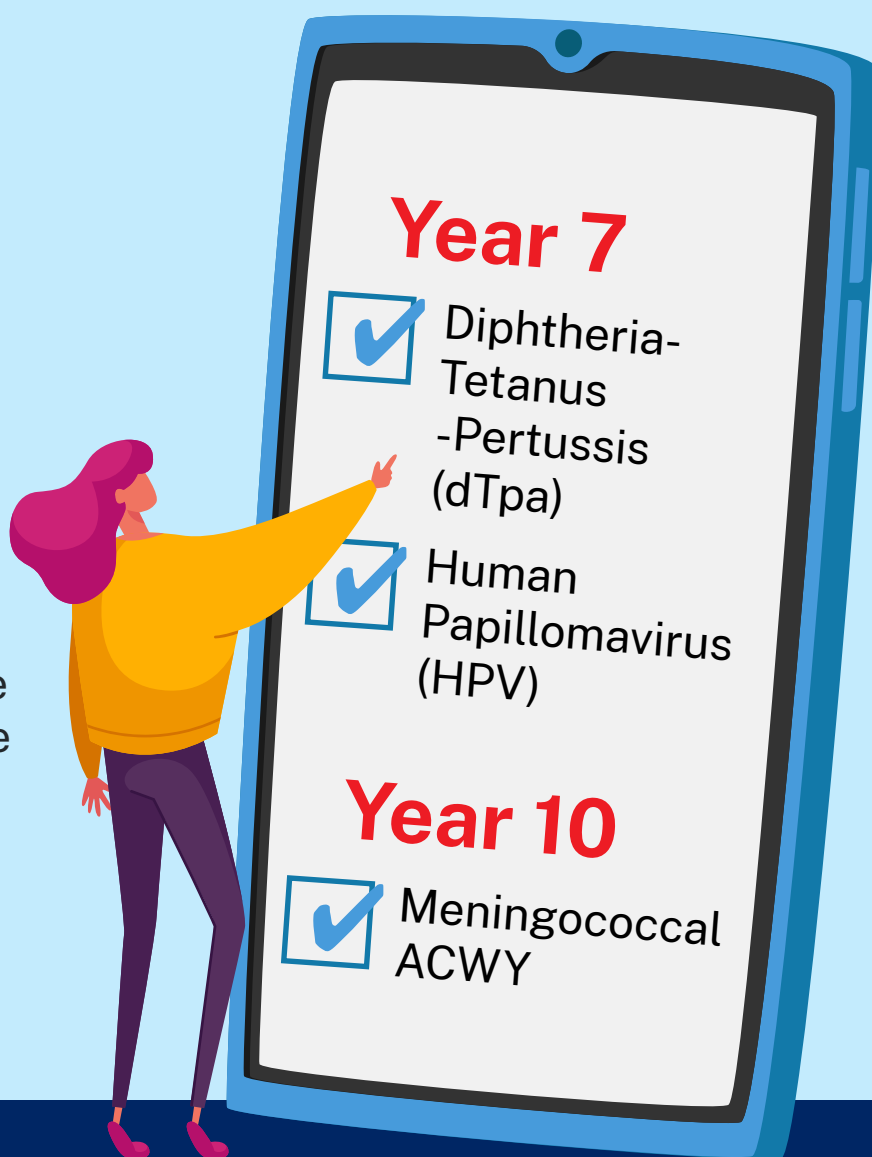 Year 7
Diphtheria-
Tetanus
-Pertussis
(dTpa)
Human
Papillomavirus
(HPV)
Year 10
Meningococcal
ACWY